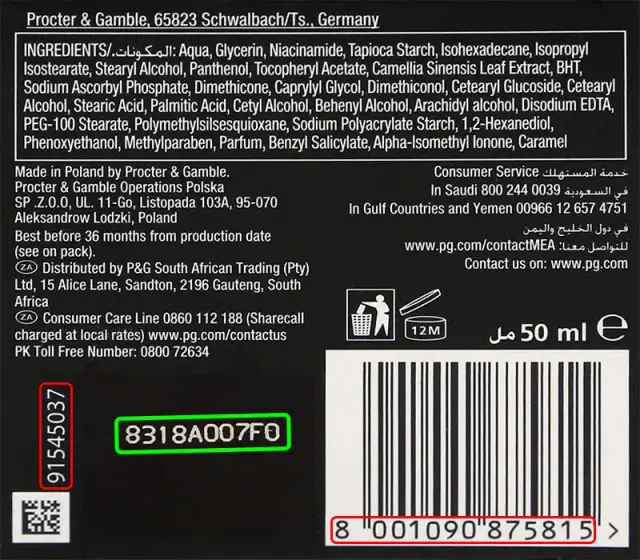 Procter & Gamble, 65823 Schwalbach/Ts., Germany
INGREDIENTS/المكونات.: Aqua, Glycerin, Niacinamide, Tapioca Starch, Isohexadecane, Isopropyl
Isostearate, Stearyl Alcohol, Panthenol, Tocopheryl Acetate, Camellia Sinensis Leaf Extract, BHT,
Sodium Ascorbyl Phosphate, Dimethicone, Caprylyl Glycol, Dimethiconol, Cetearyl Glucoside, Cetearyl
Alcohol, Stearic Acid, Palmitic Acid, Cetyl Alcohol, Behenyl Alcohol, Arachidyl alcohol, Disodium EDTA,
PEG-100 Stearate, Polymethylsilsesquioxane, Sodium Polyacrylate Starch, 1,2-Hexanediol,
Phenoxyethanol, Methylparaben, Parfum, Benzyl Salicylate, Alpha-Isomethyl Ionone, Caramel
Made in Poland by Procter & Gamble.
Procter & Gamble Operations Polska
SP .Z.O.O, UL. 11-Go, Listopada 103A, 95-070
Aleksandrow Lodzki, Poland
Best before 36 months from production date
(see on pack).
ZA Distributed by P&G South African Trading (Pty)
Ltd, 15 Alice Lane, Sandton, 2196 Gauteng, South
Africa
ZA Consumer Care Line 0860 112 188 (Sharecall
charged at local rates) www.pg.com/contactus
PK Toll Free Number: 0800 72634
Consumer Service خدمة المستهلك
In Saudi 800 244 0039 في السعودية
In Gulf Countries and Yemen 00966 12 657 4751
في دول الخليج واليمن
www.pg.com/contactMEA :للتواصل معنا
Contact us on: www.pg.com
12M
50 ml مل ℮
91545037
8318A007F0
8 001090 875815 >